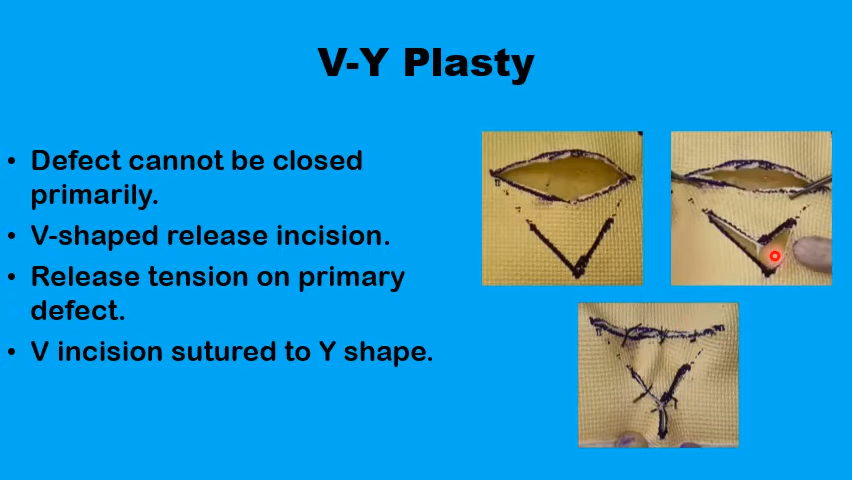 V-Y Plasty
• Defect cannot be closed
primarily.
• V-shaped release incision.
• Release tension on primary
defect.
• V incision sutured to Y shape.